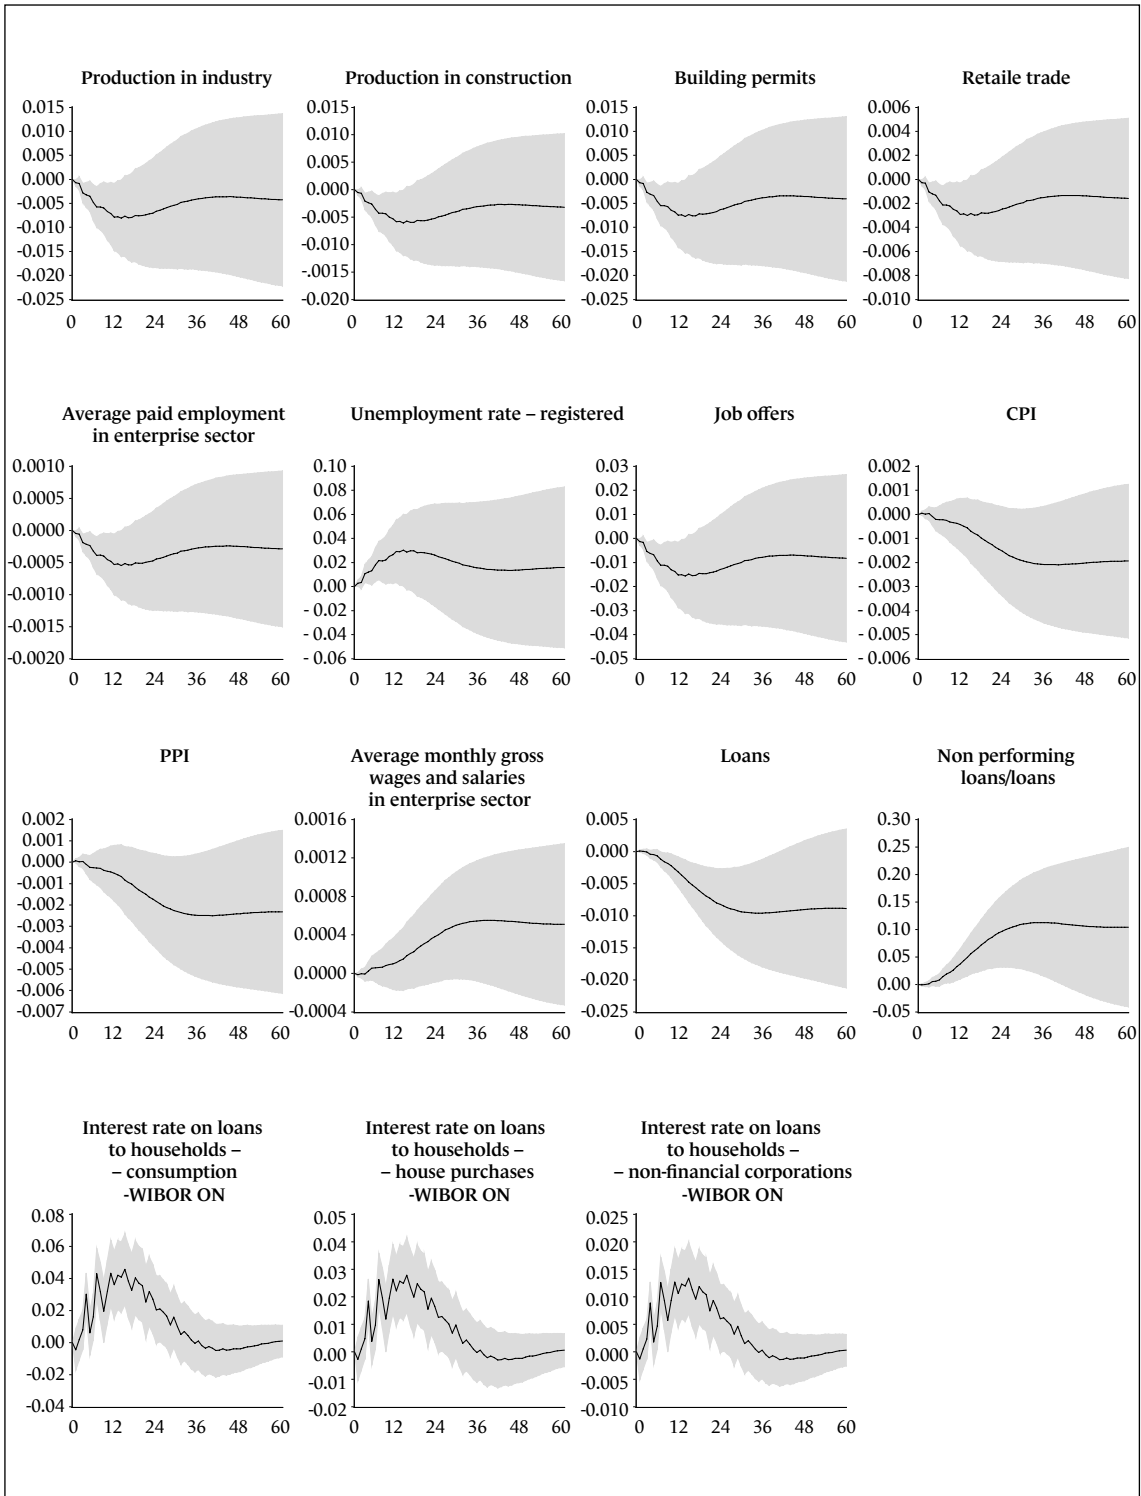 Production in industry
0.015
0.010
0.005
0.000
-0.005
-0.010
-0.015
-0.020
-0.025
0 12 24 36 48 60
Production in construction
0.015
0.010
0.005
0.000
-0.005
-0.010
-.0015
-0.020
0 12 24 36 48 60
Building permits
0.015
0.010
0.005
0.000
-0.005
-0.010
-0.015
-0.020
-0.025
0 12 24 36 48 60
Retaile trade
0.006
0.004
0.002
0.000
-0.002
-0.004
-0.006
-0.008
-0.010
0 12 24 36 48 60
Average paid employment
in enterprise sector
0.0010
0.0005
0.0000
-0.0005
-0.0010
-0.0015
-0.0020
0 12 24 36 48 60
Unemployment rate – registered
0.10
0.08
0.06
0.04
0.02
0.00
- 0.02
- 0.04
- 0.06
0 12 24 36 48 60
Job offers
0.03
0.02
0.01
0.00
-0.01
-0.02
-0.03
-0.04
-0.05
0 12 24 36 48 60
CPI
0.002
0.001
0.000
- 0.001
- 0.002
- 0.003
- 0.004
- 0.005
- 0.006
0 12 24 36 48 60
PPI
0.002
0.001
0.000
-0.001
-0.002
-0.003
-0.004
-0.005
-0.006
-0.007
0 12 24 36 48 60
Average monthly gross
wages and salaries
in enterprise sector
0.0016
0.0012
0.0008
0.0004
0.0000
-0.0004
0 12 24 36 48 60
Loans
0.005
0.000
-0.005
-0.010
-0.015
-0.020
-0.025
0 12 24 36 48 60
Non performing
loans/loans
0.30
0.25
0.20
0.15
0.10
0.05
0.00
-0.05
0 12 24 36 48 60
Interest rate on loans
to households –
– consumption
-WIBOR ON
0.08
0.06
0.04
0.02
0.00
-0.02
-0.04
0 12 24 36 48 60
Interest rate on loans
to households –
– house purchases
-WIBOR ON
0.05
0.04
0.03
0.02
0.01
0.00
-0.01
-0.02
0 12 24 36 48 60
Interest rate on loans
to households –
– non-financial corporations
-WIBOR ON
0.025
0.020
0.015
0.010
0.005
0.000
-0.005
-0.010
0 12 24 36 48 60